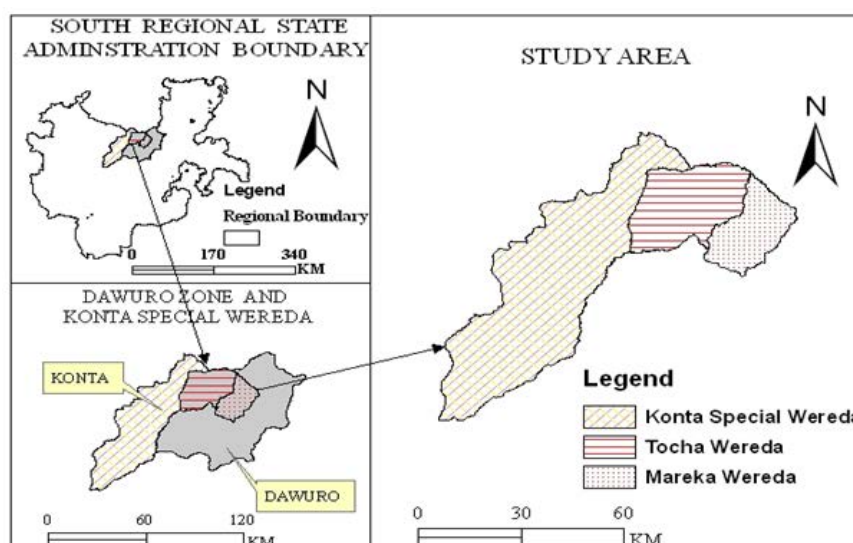 SOUTH REGIONAL STATE
ADMINSTRATION BOUNDARY
N
Legend
Regional Boundary
0 170 340
KM
DAWURO ZONE AND
KONTA SPECIAL WEREDA
KONTA
DAWURO
0 60 120
KM
STUDY AREA
N
Legend
Konta Special Wereda
Tocha Wereda
Mareka Wereda
0 30 60
KM